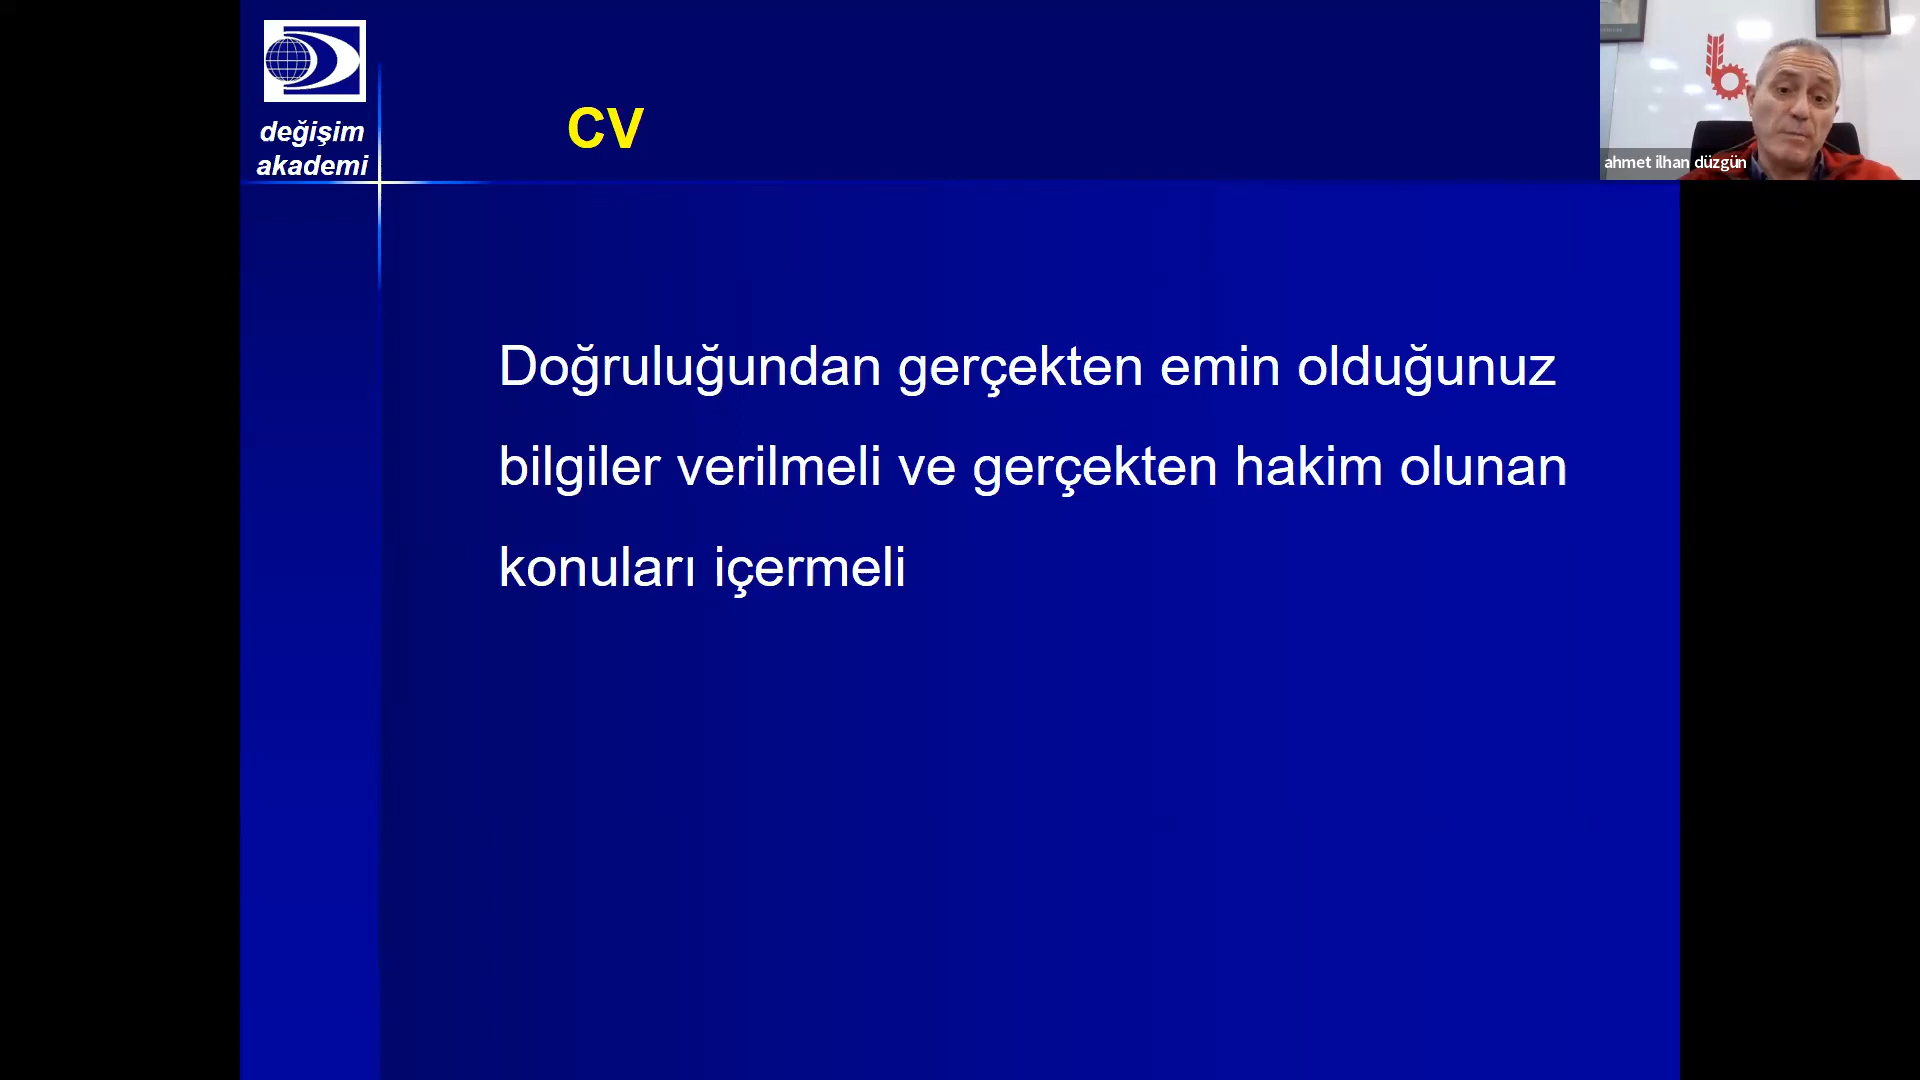 değişim
akademi
CV
ahmet ilhan düzgün
Doğruluğundan gerçekten emin olduğunuz
bilgiler verilmeli ve gerçekten hakim olunan
konuları içermeli